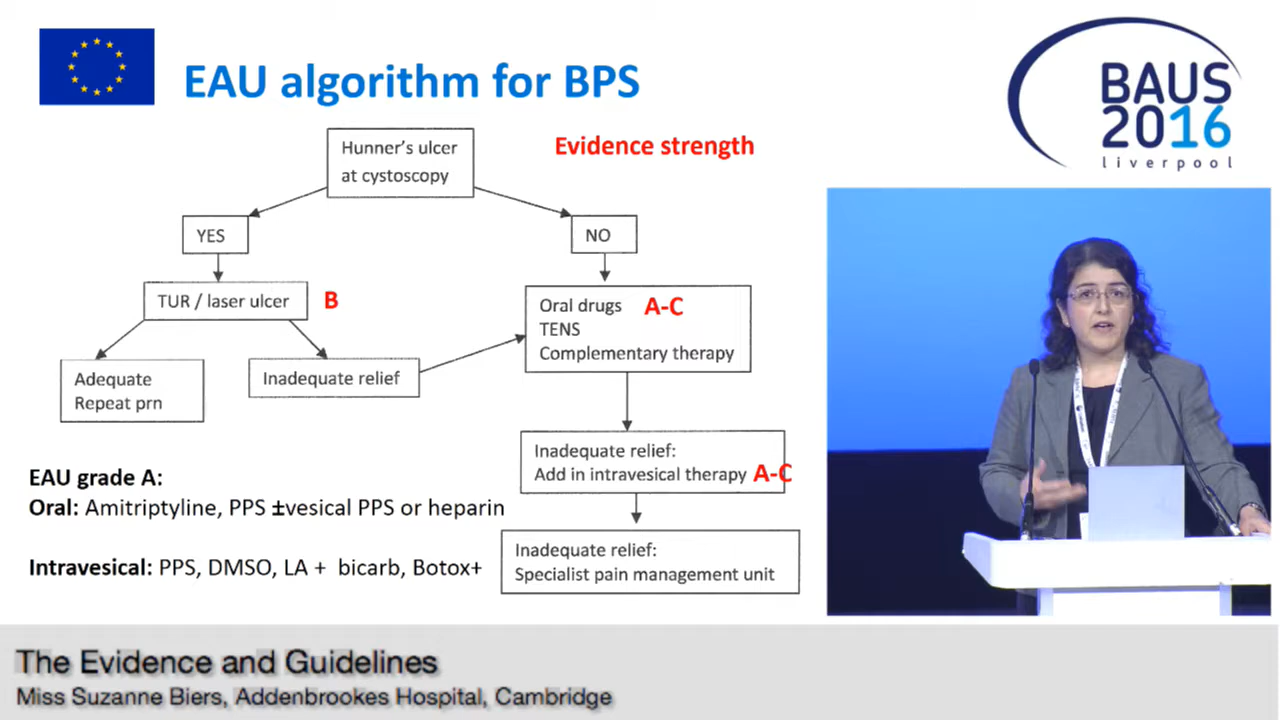 EAU algorithm for BPS
BAUS
2016
liverpool
Evidence strength
Hunner's ulcer
at cystoscopy
YES
NO
TUR / laser ulcer B
Oral drugs A-C
TENS
Complementary therapy
Adequate
Repeat prn
Inadequate relief
Inadequate relief:
Add in intravesical therapy A-C
Inadequate relief:
Specialist pain management unit
EAU grade A:
Oral: Amitriptyline, PPS ±vesical PPS or heparin
Intravesical: PPS, DMSO, LA + bicarb, Botox+
The Evidence and Guidelines
Miss Suzanne Biers, Addenbrookes Hospital, Cambridge